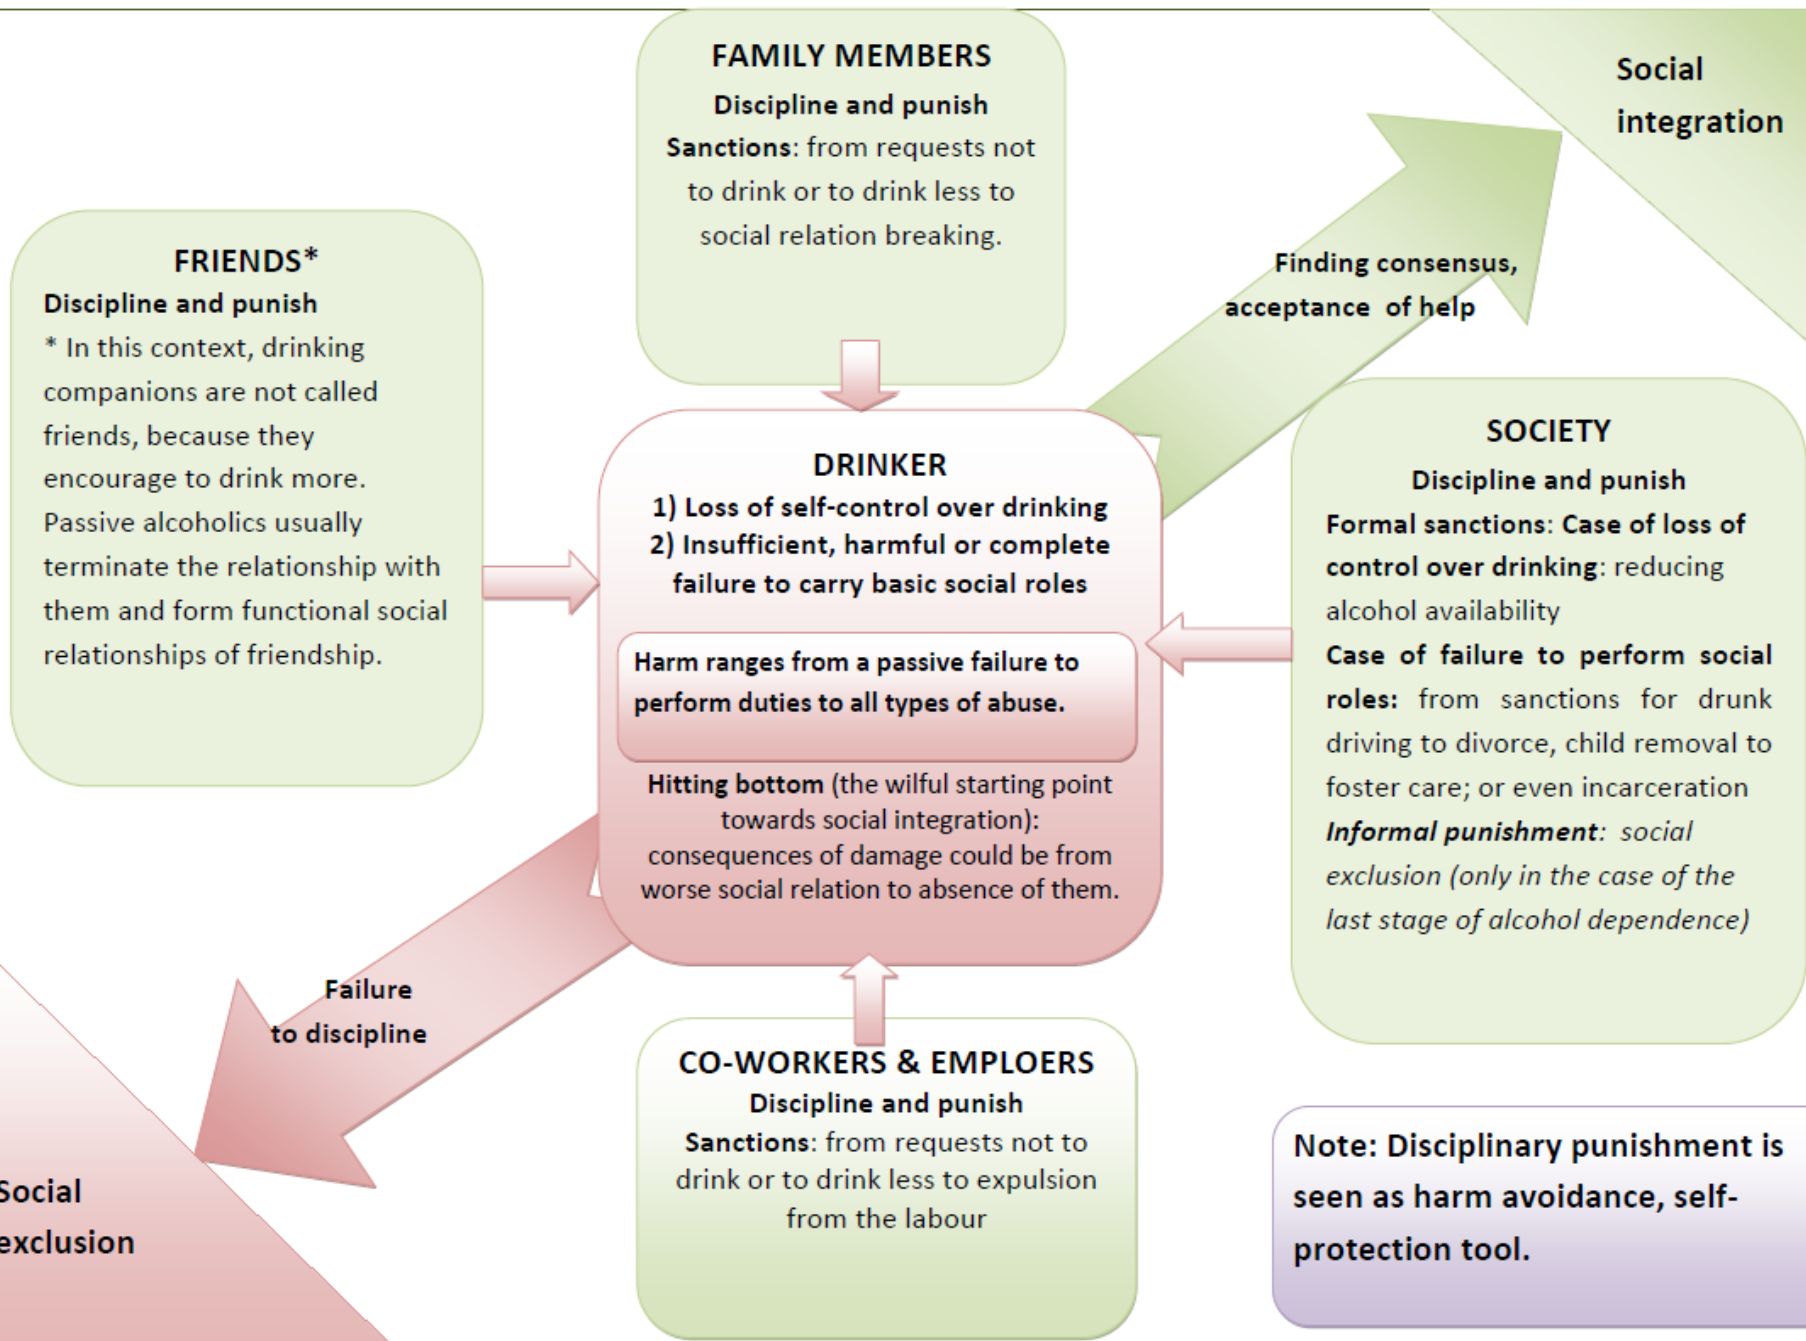 FAMILY MEMBERS
Discipline and punish
Sanctions: from requests not
to drink or to drink less to
social relation breaking.
Social
integration
Finding consensus,
acceptance of help
FRIENDS*
Discipline and punish
* In this context, drinking
companions are not called
friends, because they
encourage to drink more.
Passive alcoholics usually
terminate the relationship with
them and form functional social
relationships of friendship.
DRINKER
1) Loss of self-control over drinking
2) Insufficient, harmful or complete
failure to carry basic social roles
Harm ranges from a passive failure to
perform duties to all types of abuse.
Hitting bottom (the wilful starting point
towards social integration):
consequences of damage could be from
worse social relation to absence of them.
SOCIETY
Discipline and punish
Formal sanctions: Case of loss of
control over drinking: reducing
alcohol availability
Case of failure to perform social
roles: from sanctions for drunk
driving to divorce, child removal to
foster care; or even incarceration
Informal punishment: social
exclusion (only in the case of the
last stage of alcohol dependence)
Failure
to discipline
Social
exclusion
CO-WORKERS & EMPLOERS
Discipline and punish
Sanctions: from requests not to
drink or to drink less to expulsion
from the labour
Note: Disciplinary punishment is
seen as harm avoidance, self-
protection tool.